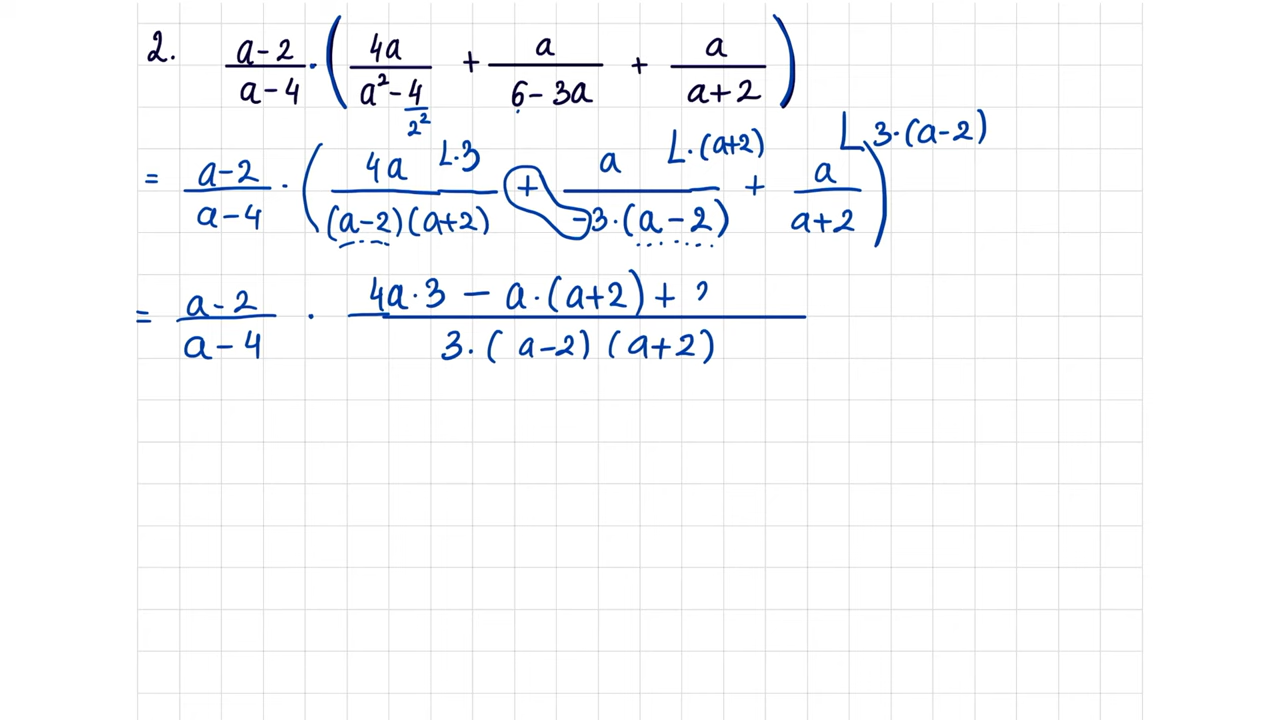 2. (a-2)/(a-4) · ( 4a/(a² - 4) + a/(6 - 3a) + a/(a+2) )
2²
= (a-2)/(a-4) · ( 4a/((a-2)(a+2)) L·3 + a/(-3·(a-2)) L·(a+2) + a/(a+2) L 3·(a-2) )
= (a-2)/(a-4) · (4a·3 - a·(a+2) +)/(3·(a-2)(a+2))